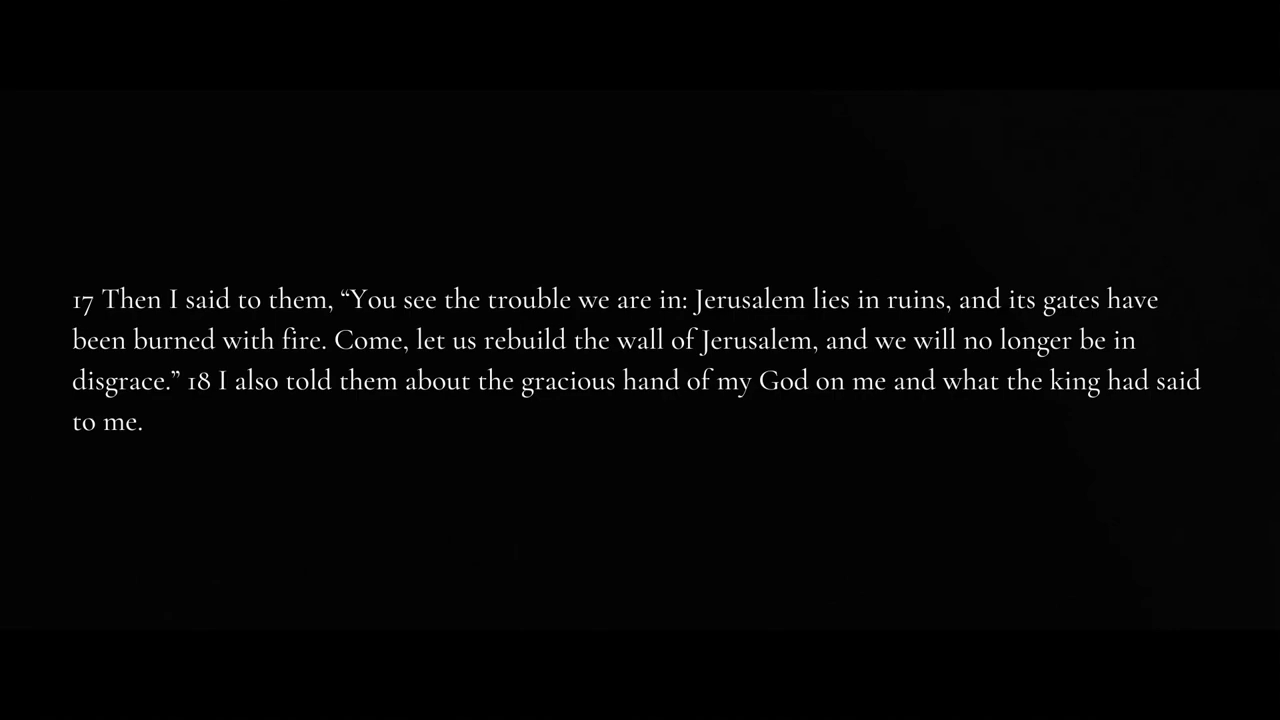 17 Then I said to them, “You see the trouble we are in: Jerusalem lies in ruins, and its gates have
been burned with fire. Come, let us rebuild the wall of Jerusalem, and we will no longer be in
disgrace.” 18 I also told them about the gracious hand of my God on me and what the king had said
to me.